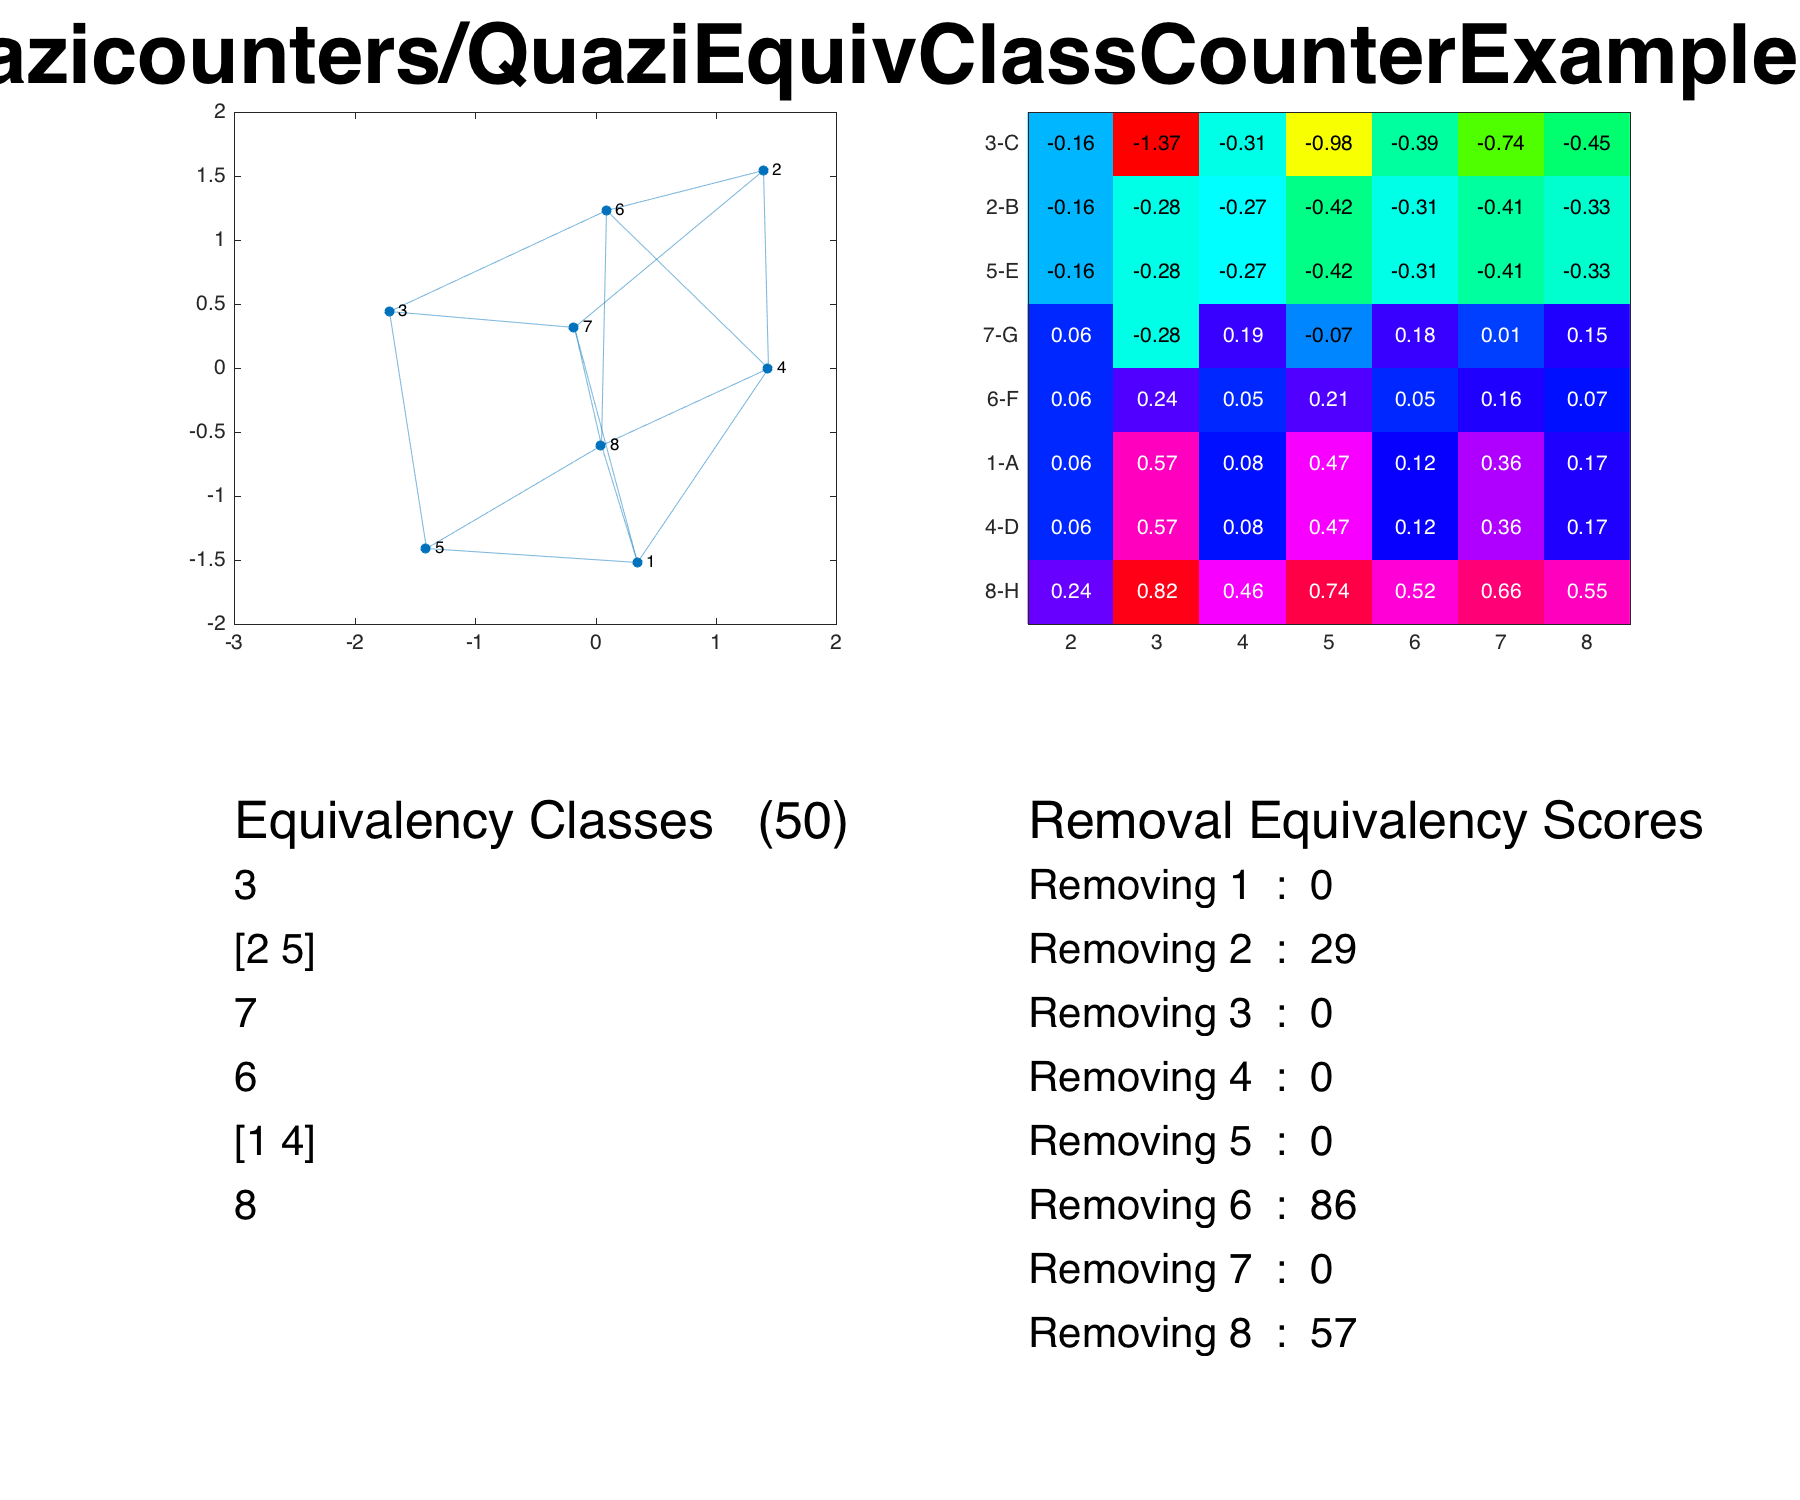 azicounters/QuaziEquivClassCounterExample
2
1.5
1
0.5
0
-0.5
-1
-1.5
-2
-3 -2 -1 0 1 2
2
6
3
7
4
8
5
1
3-C -0.16 -1.37 -0.31 -0.98 -0.39 -0.74 -0.45
2-B -0.16 -0.28 -0.27 -0.42 -0.31 -0.41 -0.33
5-E -0.16 -0.28 -0.27 -0.42 -0.31 -0.41 -0.33
7-G 0.06 -0.28 0.19 -0.07 0.18 0.01 0.15
6-F 0.06 0.24 0.05 0.21 0.05 0.16 0.07
1-A 0.06 0.57 0.08 0.47 0.12 0.36 0.17
4-D 0.06 0.57 0.08 0.47 0.12 0.36 0.17
8-H 0.24 0.82 0.46 0.74 0.52 0.66 0.55
2 3 4 5 6 7 8
Equivalency Classes (50)
3
[2 5]
7
6
[1 4]
8
Removal Equivalency Scores
Removing 1 : 0
Removing 2 : 29
Removing 3 : 0
Removing 4 : 0
Removing 5 : 0
Removing 6 : 86
Removing 7 : 0
Removing 8 : 57